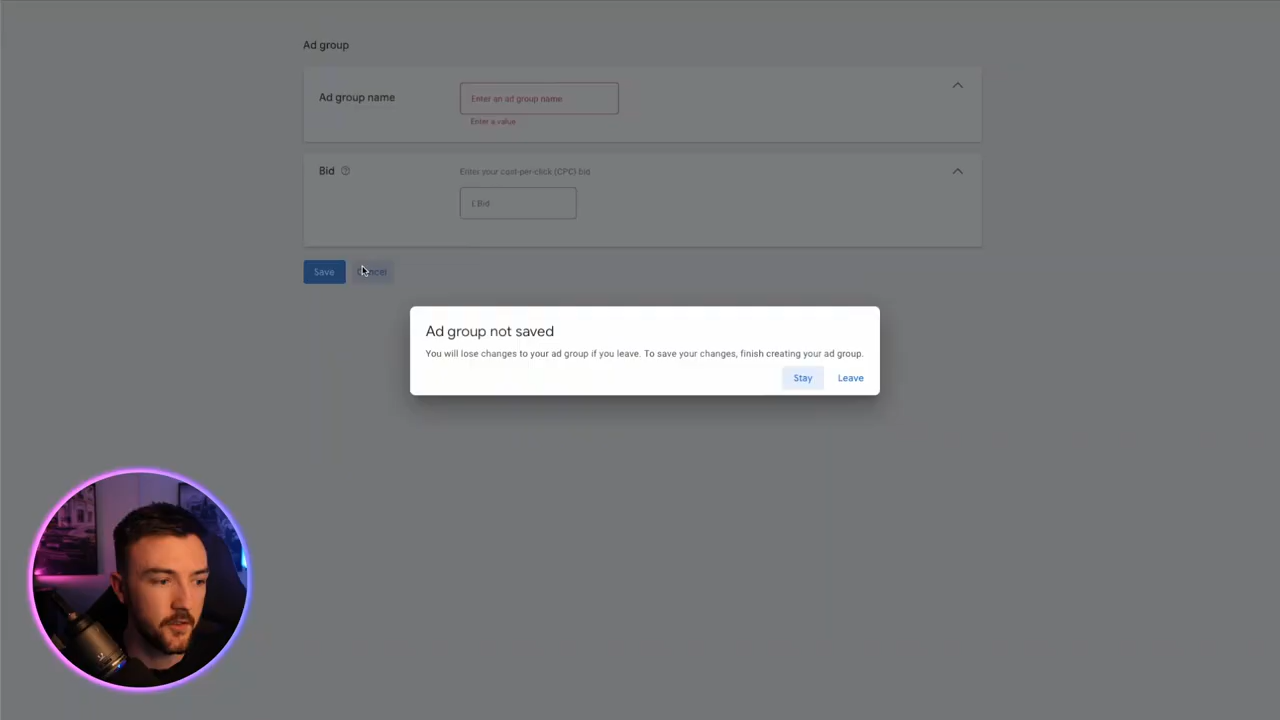 Ad group
Ad group name
Enter an ad group name
Enter a value
Bid
Enter your cost-per-click (CPC) bid
£ Bid
Save
Cancel
Ad group not saved
You will lose changes to your ad group if you leave. To save your changes, finish creating your ad group.
Stay
Leave